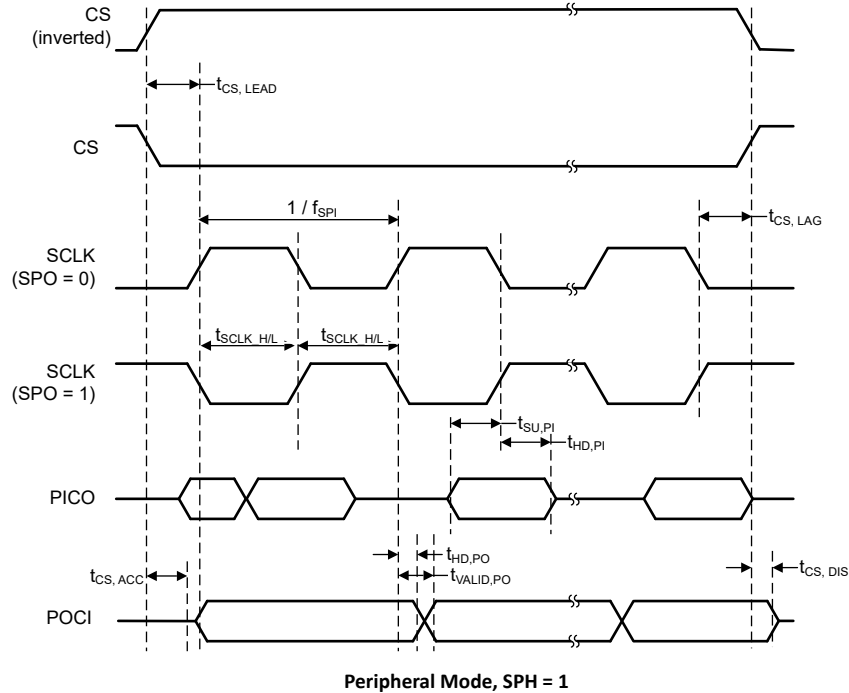 CS
(inverted)
tCS, LEAD
CS
1 / fSPI
tCS, LAG
SCLK
(SPO = 0)
tSCLK_H/L
tSCLK_H/L
SCLK
(SPO = 1)
tSU,PI
tHD,PI
PICO
tHD,PO
tCS, ACC
tVALID,PO
tCS, DIS
POCI
Peripheral Mode, SPH = 1